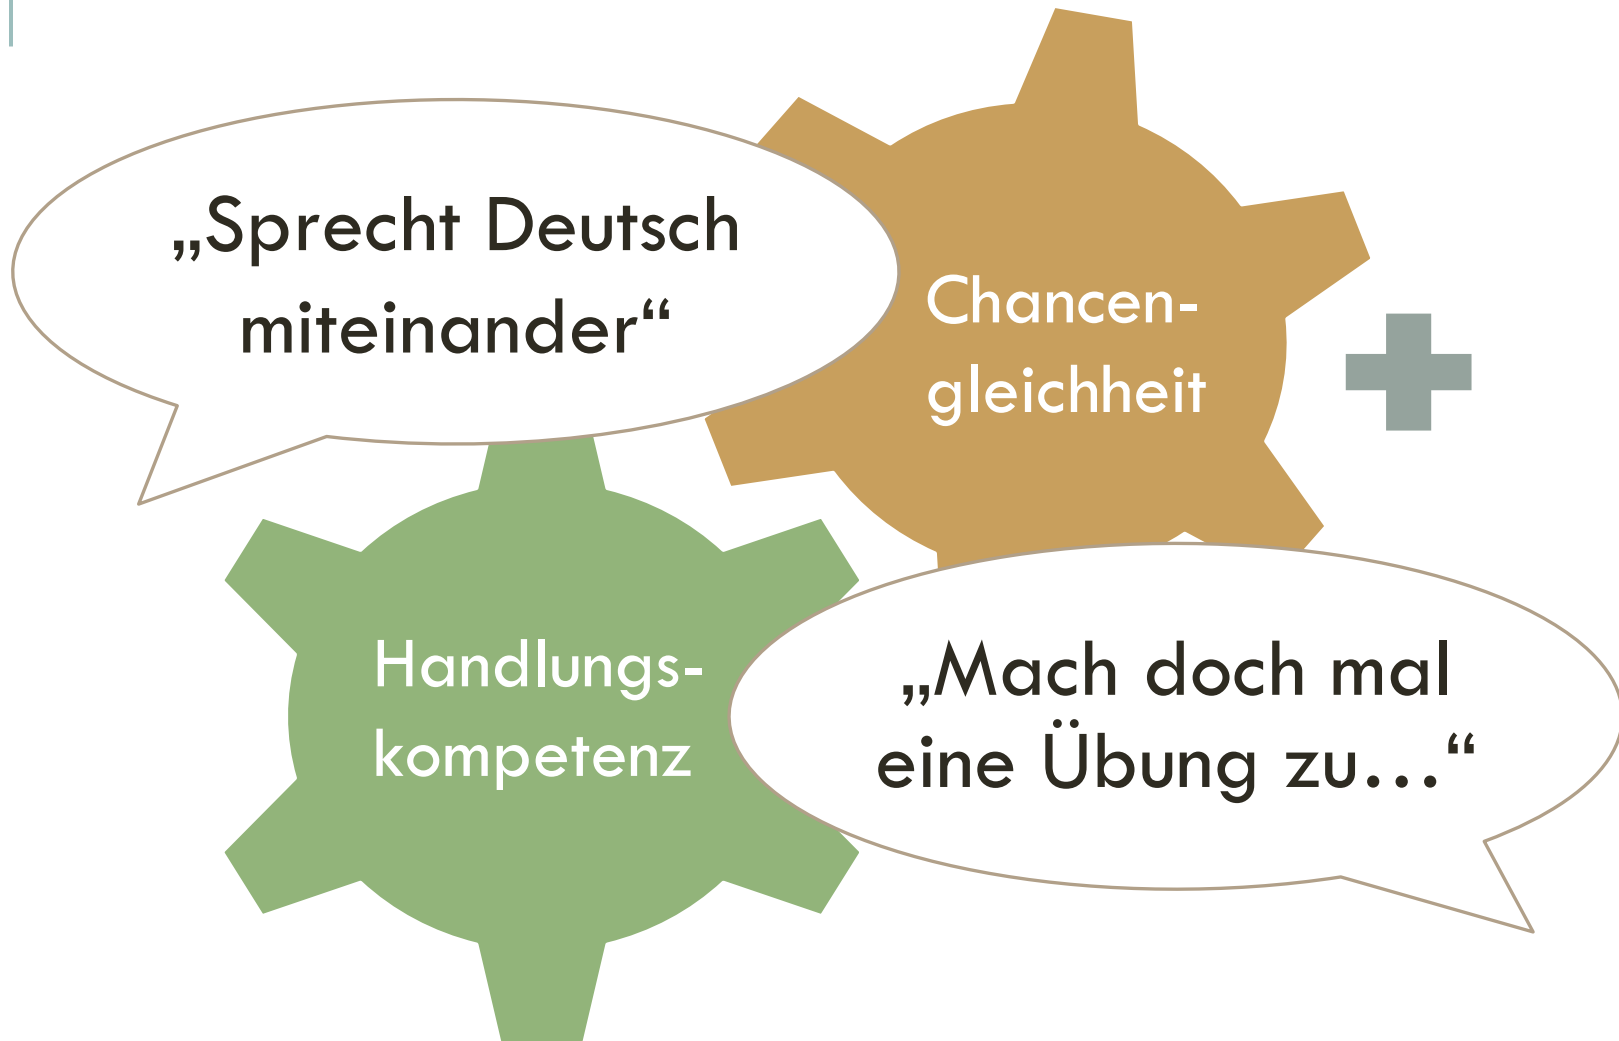 „Sprecht Deutsch
miteinander“
Chancen-
gleichheit
Handlungs-
kompetenz
„Mach doch mal
eine Übung zu...“